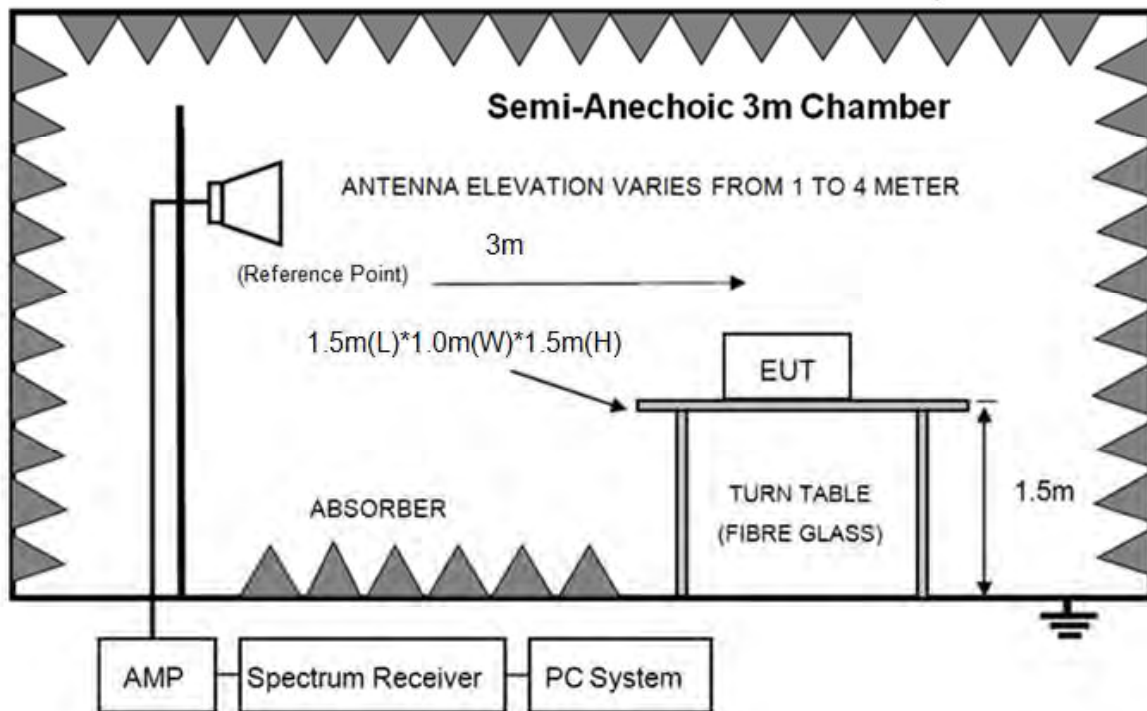 Semi-Anechoic 3m Chamber
ANTENNA ELEVATION VARIES FROM 1 TO 4 METER
3m
(Reference Point)
1.5m(L)*1.0m(W)*1.5m(H)
EUT
ABSORBER
TURN TABLE
(FIBRE GLASS)
1.5m
AMP
Spectrum Receiver
PC System